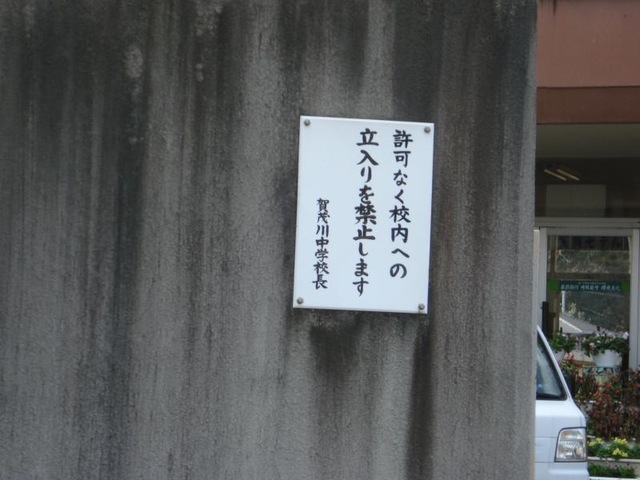 許可なく校内への
立入りを禁止します
賀茂川中学校長